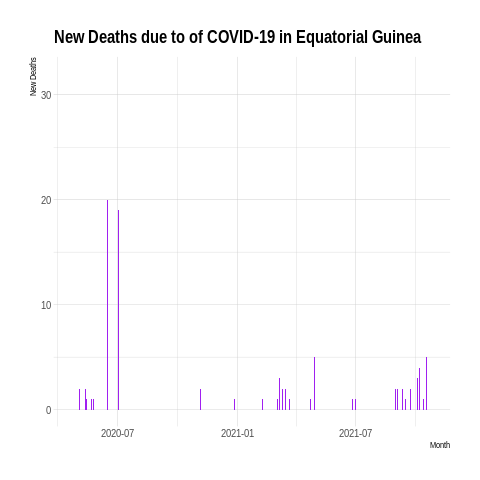 New Deaths due to of COVID-19 in Equatorial Guinea
New Deaths
30
20
10
0
2020-07
2021-01
2021-07
Month